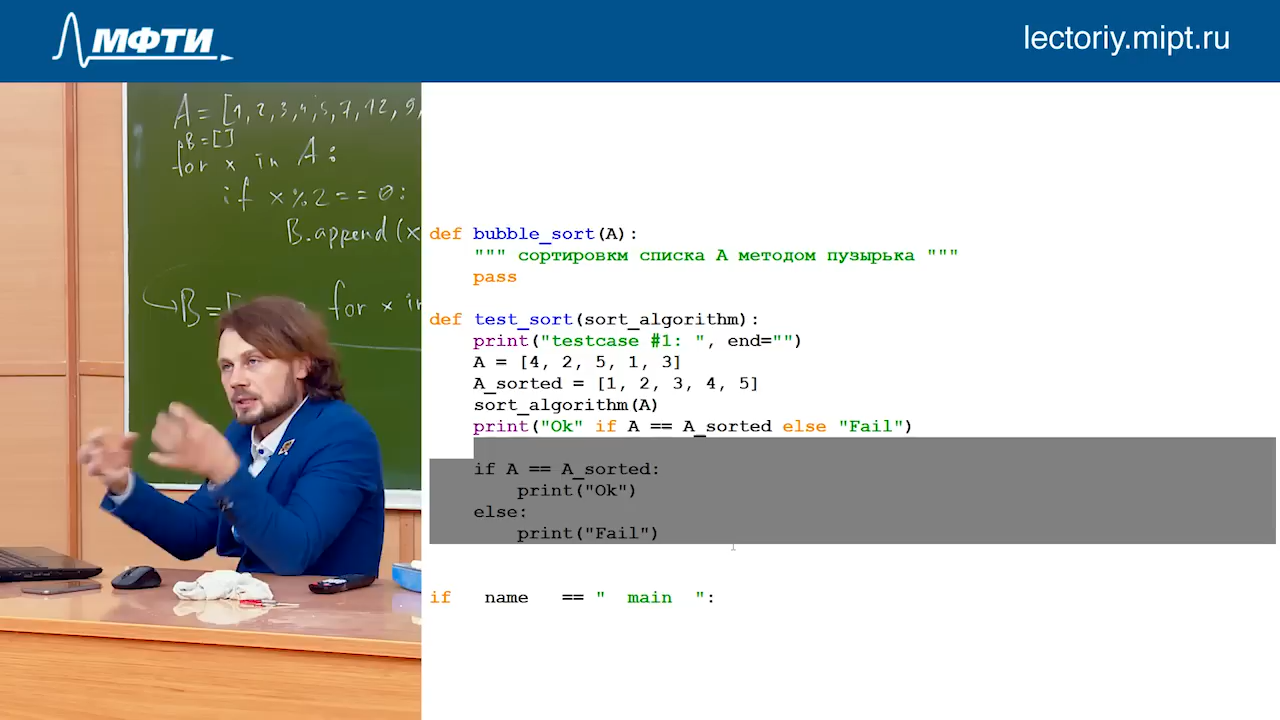 МФТИ
lectoriy.mipt.ru
A = [1, 2, 3, 4, 5, 7, 12, 9,
B=[]
for x in A:
if x%2==0:
B.append(x
B=[
for x in
def bubble_sort(A):
""" сортировкм списка A методом пузырька """
pass
def test_sort(sort_algorithm):
print("testcase #1: ", end="")
A = [4, 2, 5, 1, 3]
A_sorted = [1, 2, 3, 4, 5]
sort_algorithm(A)
print("Ok" if A == A_sorted else "Fail")
if A == A_sorted:
print("Ok")
else:
print("Fail")
if name == " main ":